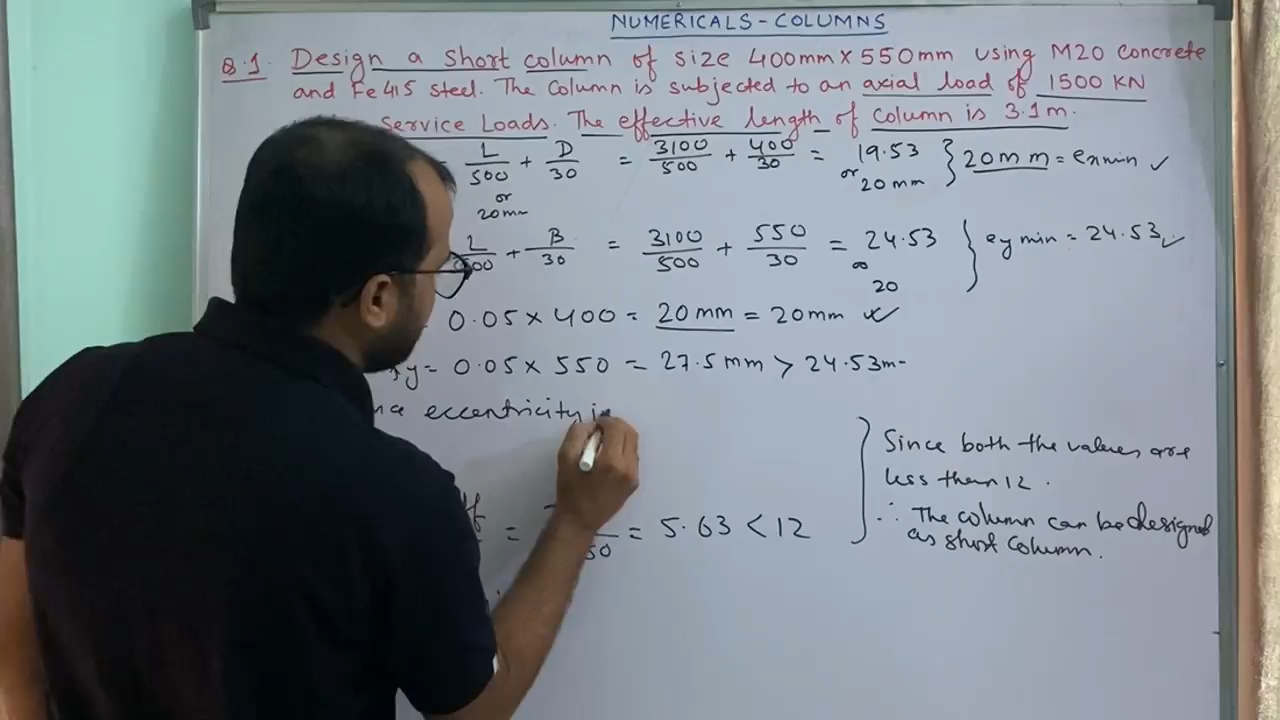 NUMERICALS - COLUMNS
Q.1. Design a short column of size 400mm x 550mm using M20 Concrete
and Fe415 steel. The Column is subjected to an axial load of 1500 KN
Service Loads. The effective length of column is 3.1m.
= L/500 + D/30 = 3100/500 + 400/30 = 19.53 } 20mm = exmin ✓
or
20mm
or
20mm
L/500 + B/30 = 3100/500 + 550/30 = 24.53 } eymin = 24.53 ✓
20
0.05 x 400 = 20mm = 20mm ✓
y = 0.05 x 550 = 27.5mm > 24.53m
eccentricity i
Since both the values are
less then 12.
∴ The column can be designed
as short Column.
= 5.63 < 12